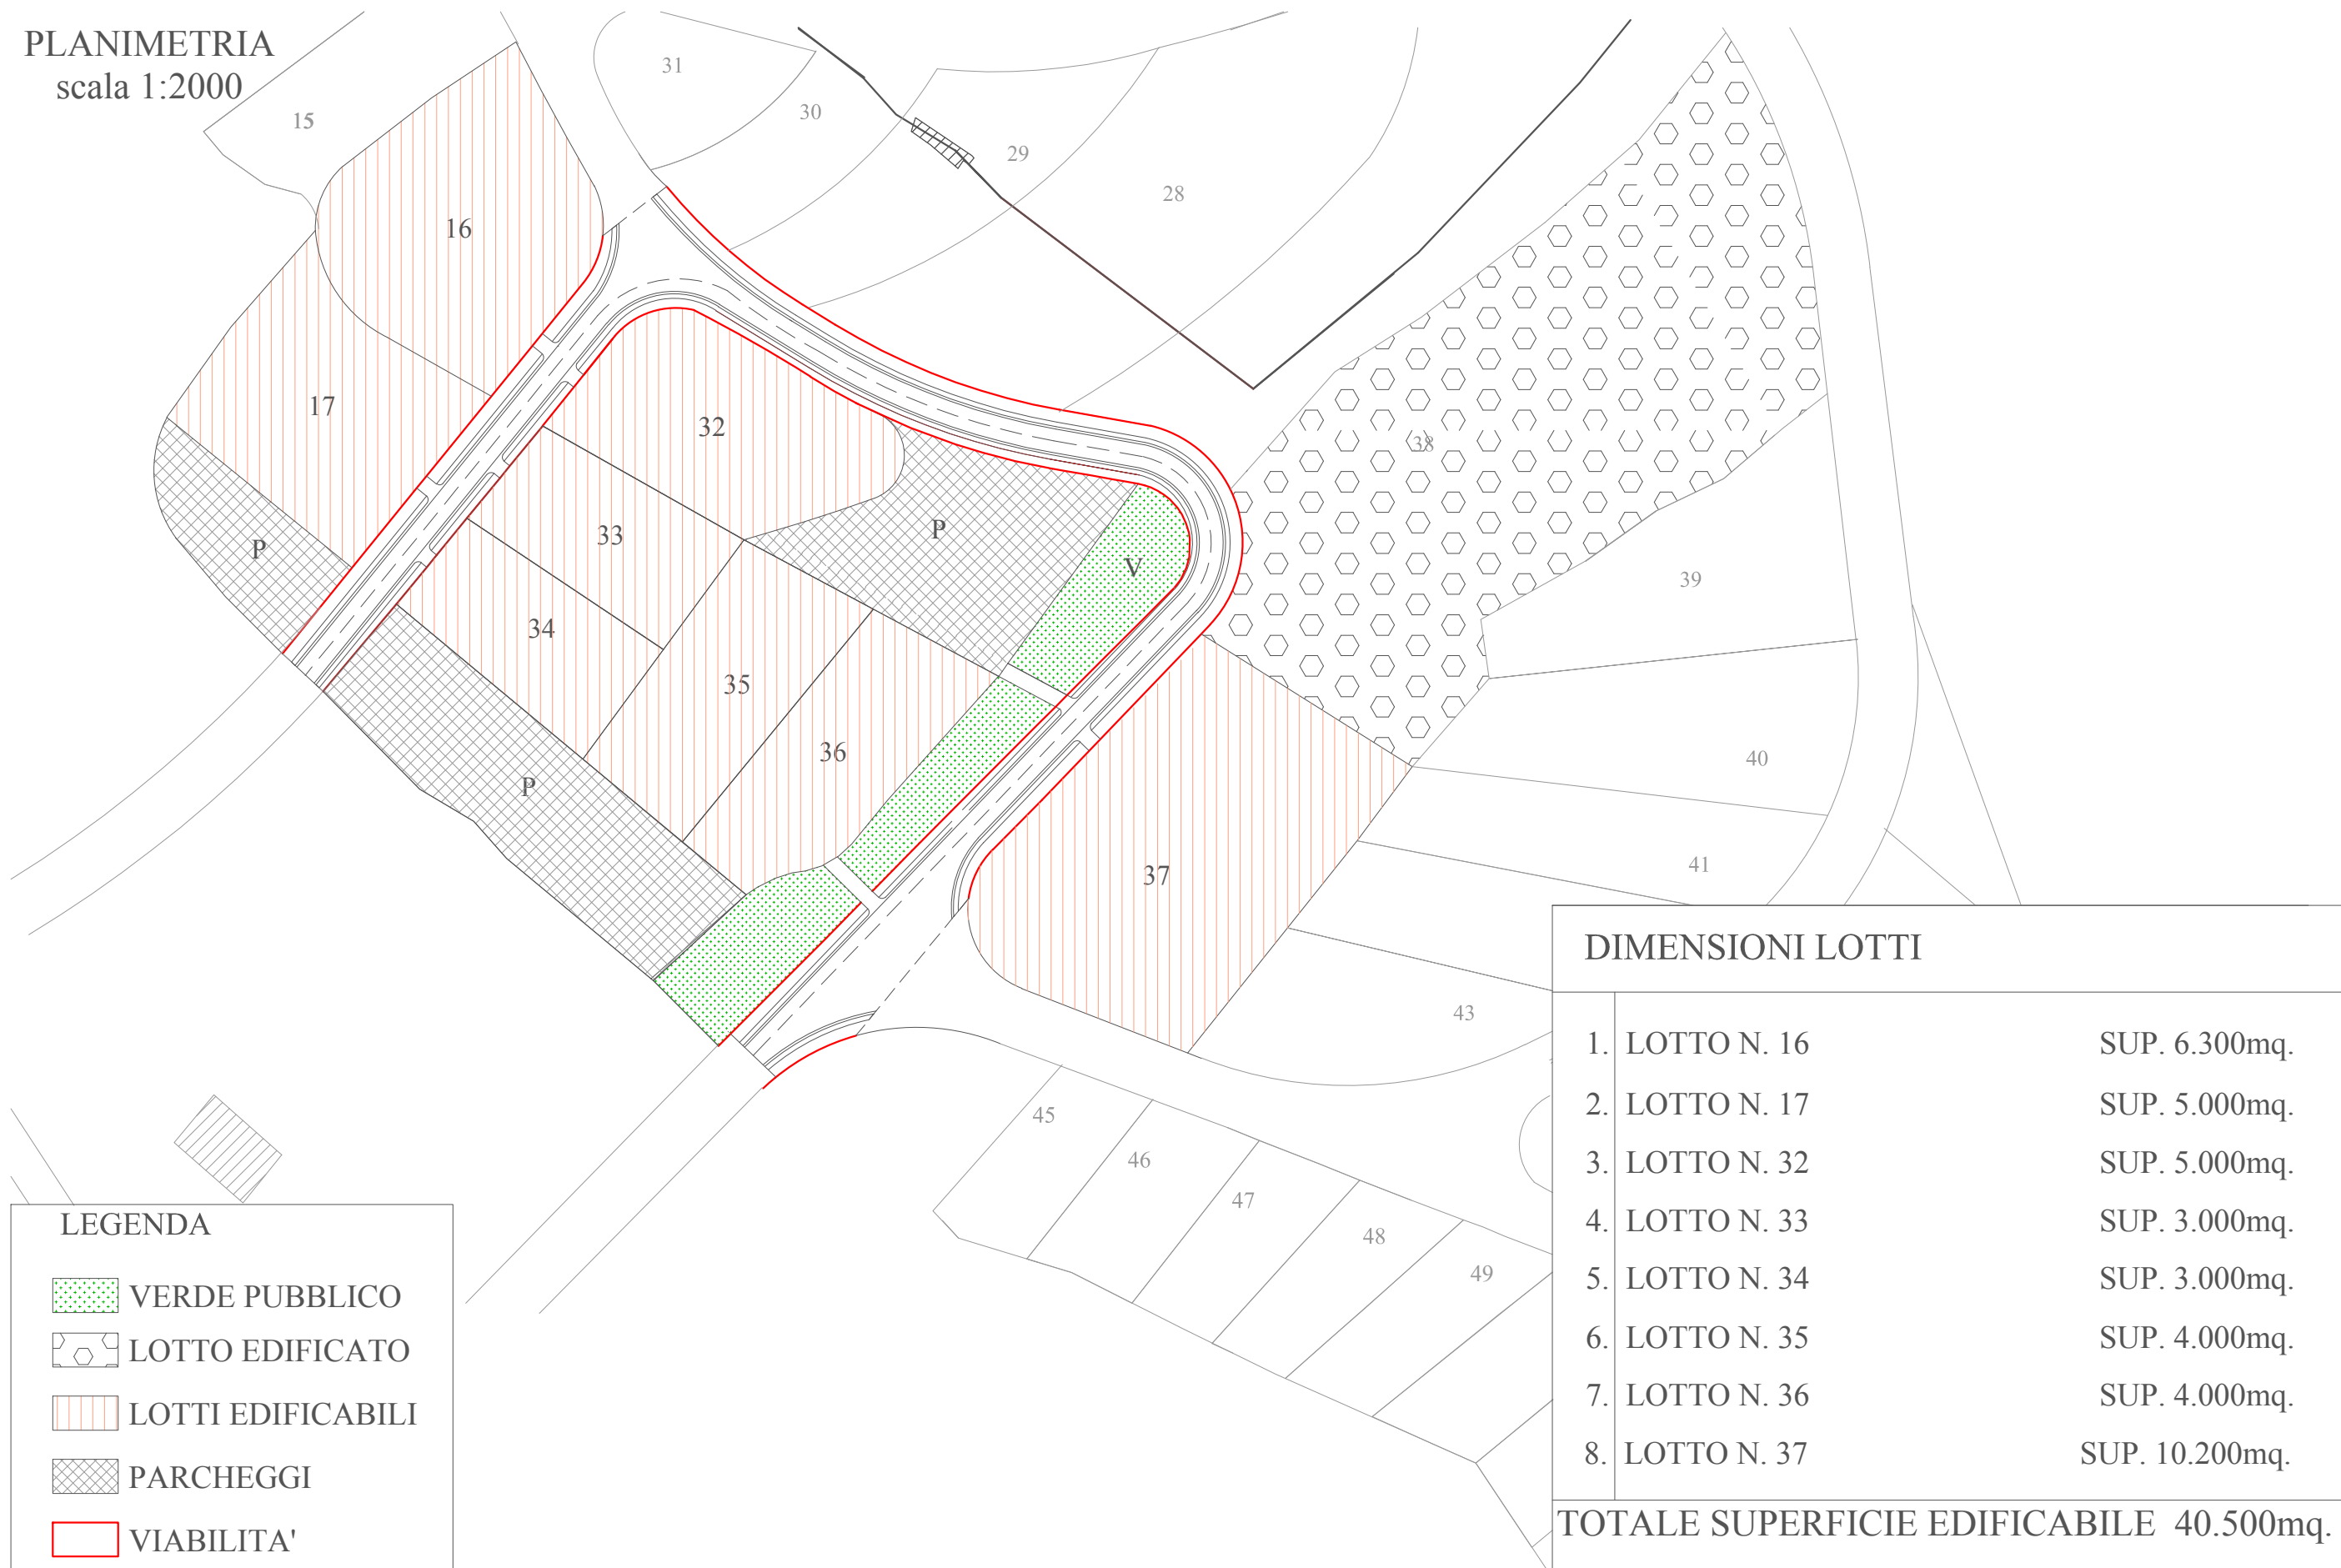 PLANIMETRIA
scala 1:2000
31
15
30
29
28
16
17
32
38
33
P
P
V
39
34
35
36
40
P
41
37
43
45
46
47
48
49
DIMENSIONI LOTTI
1. LOTTO N. 16 SUP. 6.300mq.
2. LOTTO N. 17 SUP. 5.000mq.
3. LOTTO N. 32 SUP. 5.000mq.
4. LOTTO N. 33 SUP. 3.000mq.
5. LOTTO N. 34 SUP. 3.000mq.
6. LOTTO N. 35 SUP. 4.000mq.
7. LOTTO N. 36 SUP. 4.000mq.
8. LOTTO N. 37 SUP. 10.200mq.
TOTALE SUPERFICIE EDIFICABILE 40.500mq.
LEGENDA
VERDE PUBBLICO
LOTTO EDIFICATO
LOTTI EDIFICABILI
PARCHEGGI
VIABILITA'